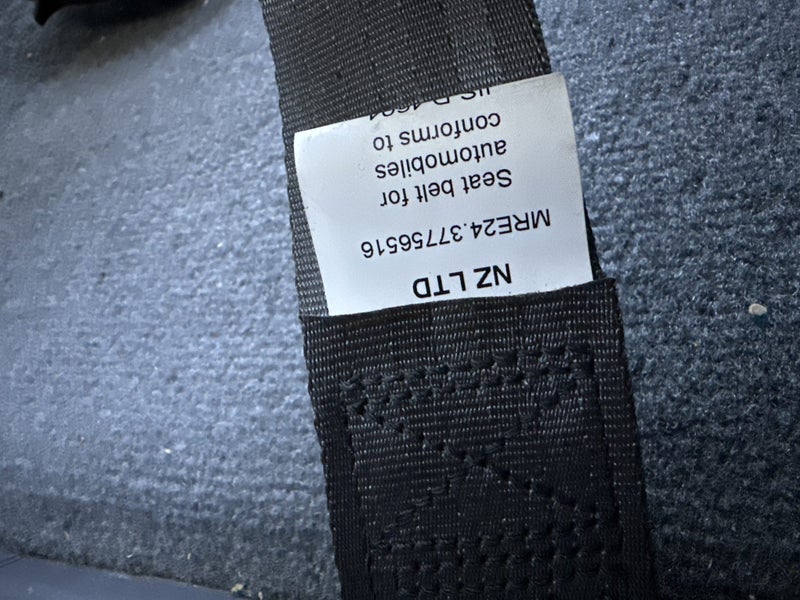 NZ LTD
MRE24.37756516
Seat belt for
automobiles
conforms to